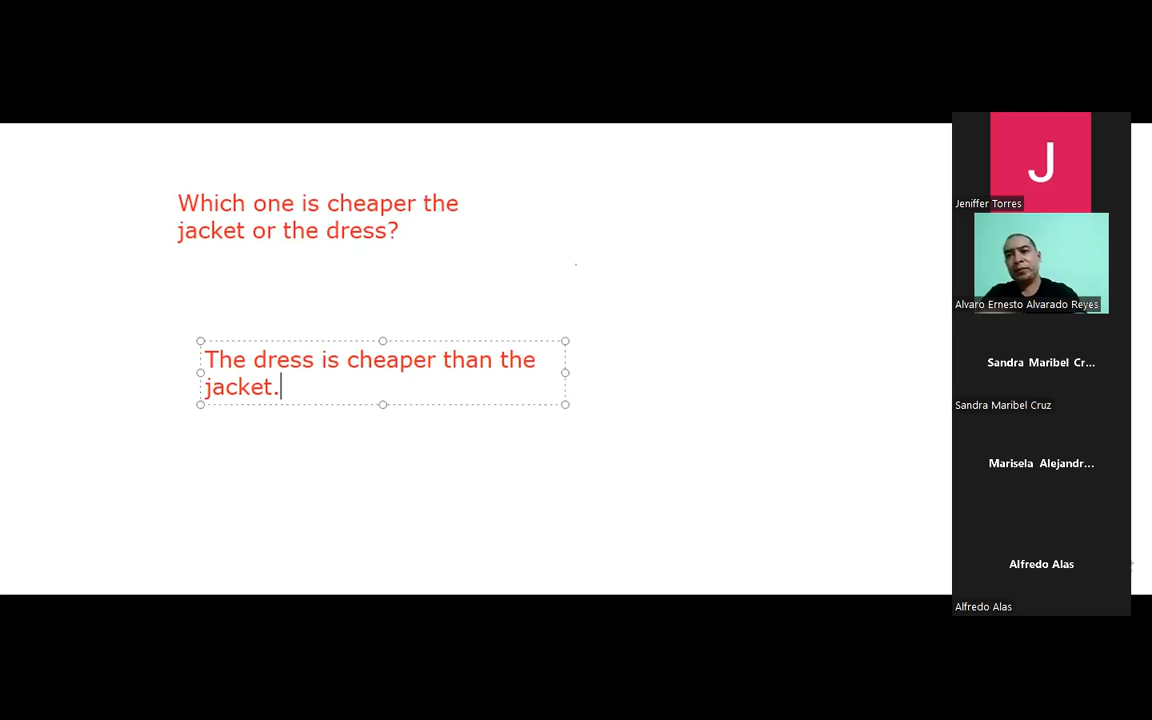 Which one is cheaper the
jacket or the dress?
The dress is cheaper than the
jacket.
J
Jeniffer Torres
Alvaro Ernesto Alvarado Reyes
Sandra Maribel Cr...
Sandra Maribel Cruz
Marisela Alejandr...
Alfredo Alas
Alfredo Alas